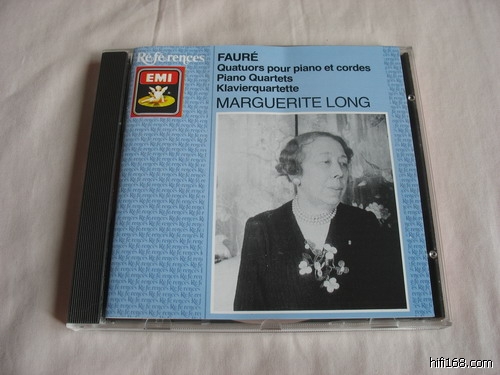 Références
EMI
FAURÉ
Quatuors pour piano et cordes
Piano Quartets
Klavierquartette
MARGUERITE LONG
hifi168.com